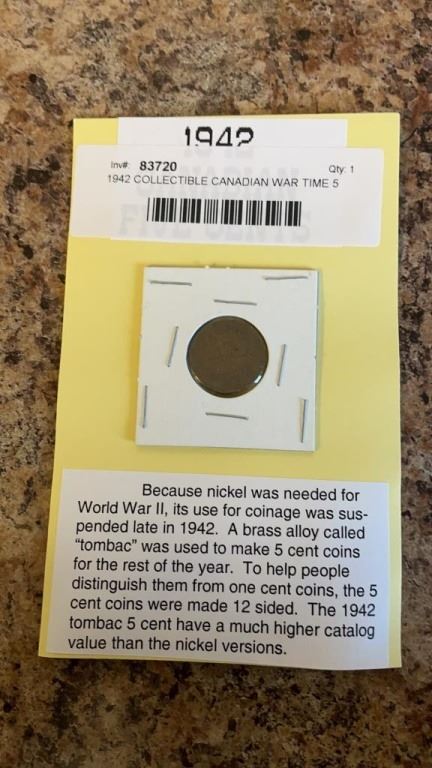 1942
Inv#: 83720 Qty: 1
1942 COLLECTIBLE CANADIAN WAR TIME 5
FIVE CENTS
Because nickel was needed for
World War II, its use for coinage was sus-
pended late in 1942. A brass alloy called
“tombac” was used to make 5 cent coins
for the rest of the year. To help people
distinguish them from one cent coins, the 5
cent coins were made 12 sided. The 1942
tombac 5 cent have a much higher catalog
value than the nickel versions.